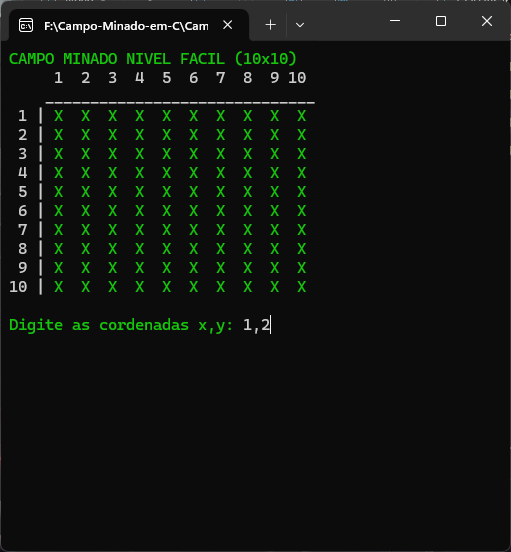 F:\Campo-Minado-em-C\Cam
CAMPO MINADO NIVEL FACIL (10x10)
1 2 3 4 5 6 7 8 9 10
______________________________
1 | X X X X X X X X X X
2 | X X X X X X X X X X
3 | X X X X X X X X X X
4 | X X X X X X X X X X
5 | X X X X X X X X X X
6 | X X X X X X X X X X
7 | X X X X X X X X X X
8 | X X X X X X X X X X
9 | X X X X X X X X X X
10 | X X X X X X X X X X
Digite as cordenadas x,y: 1,2